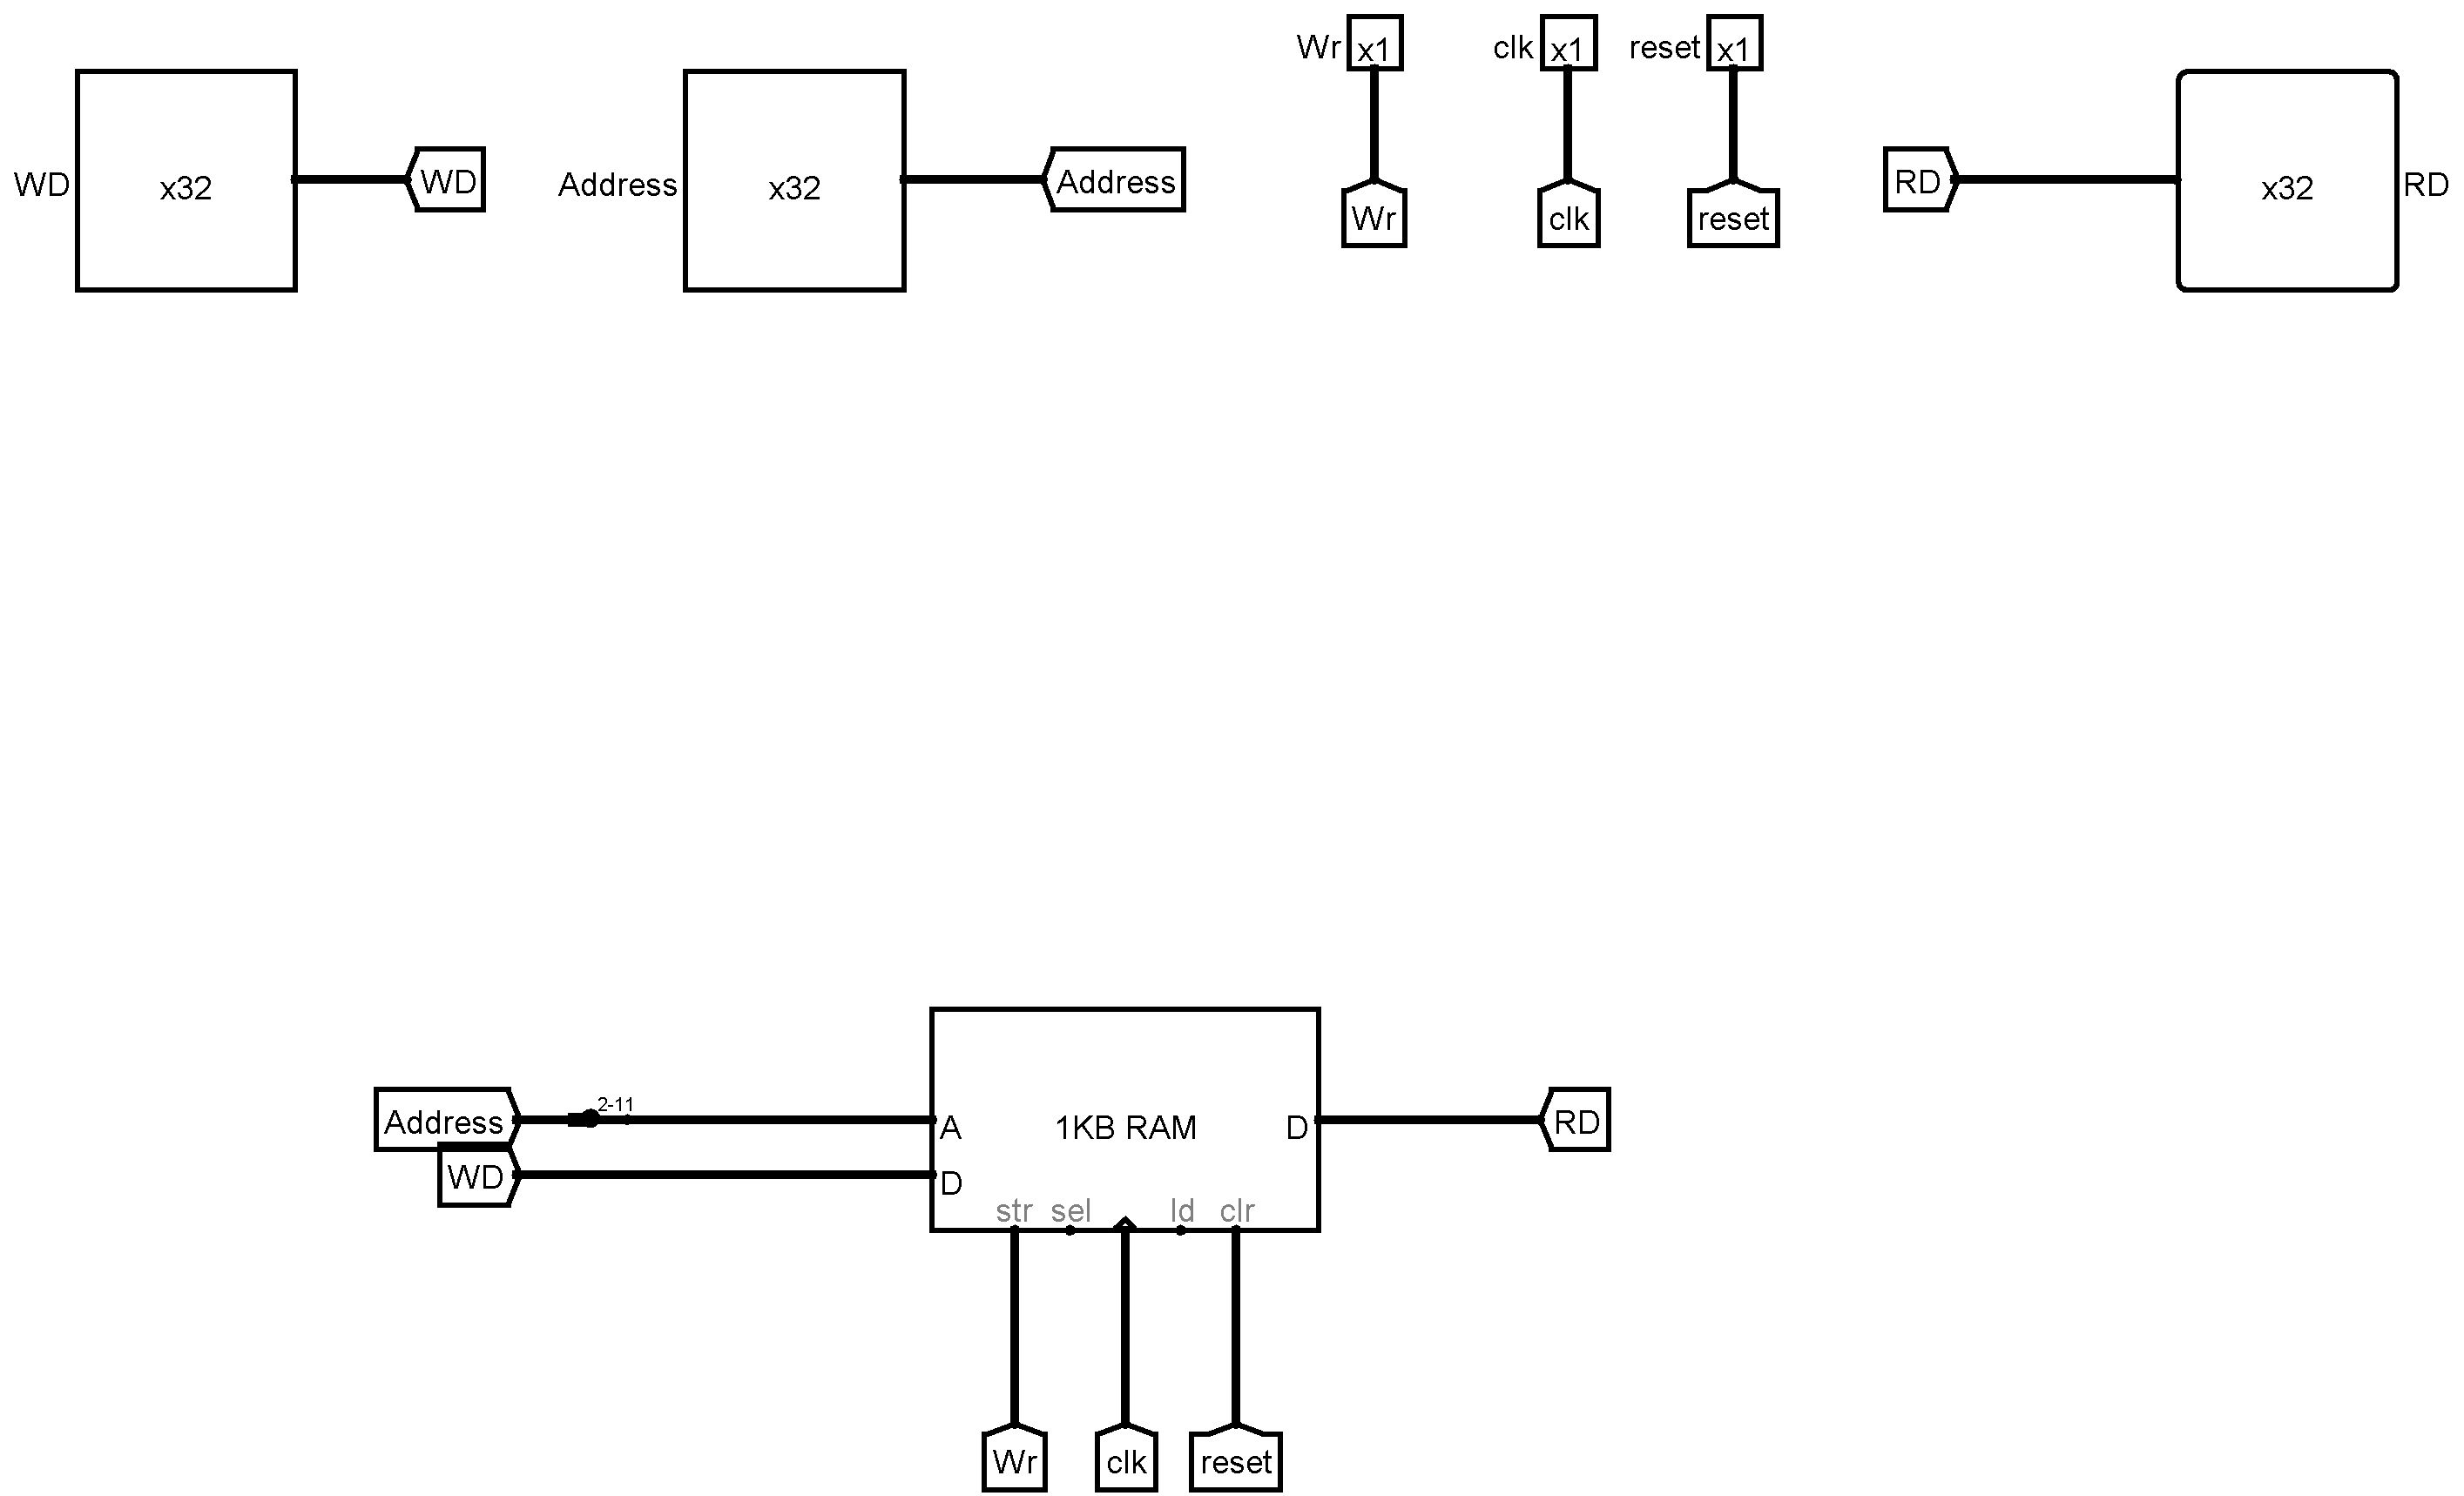 Wr x1
clk x1
reset x1
WD x32 WD
Address x32 Address
Wr
clk
reset
RD x32 RD
2-11
Address A 1KB RAM D RD
WD D
str sel ld clr
Wr
clk
reset